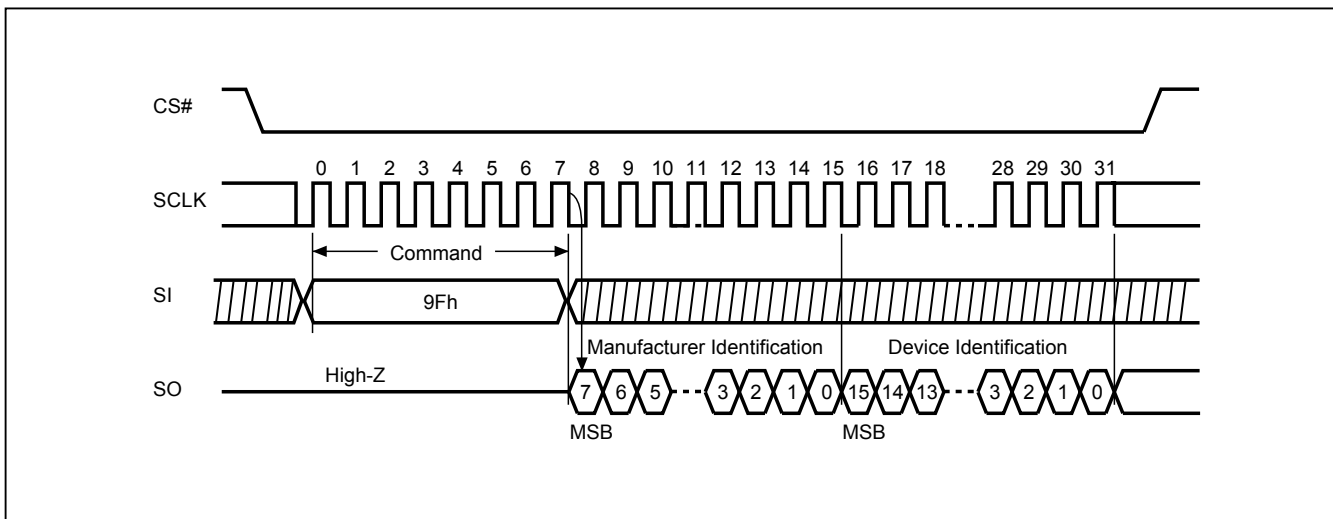 CS#
0 1 2 3 4 5 6 7 8 9 10 11 12 13 14 15 16 17 18 28 29 30 31
SCLK
Command
SI
9Fh
Manufacturer Identification Device Identification
High-Z
SO
7 6 5 3 2 1 0 15 14 13 3 2 1 0
MSB MSB